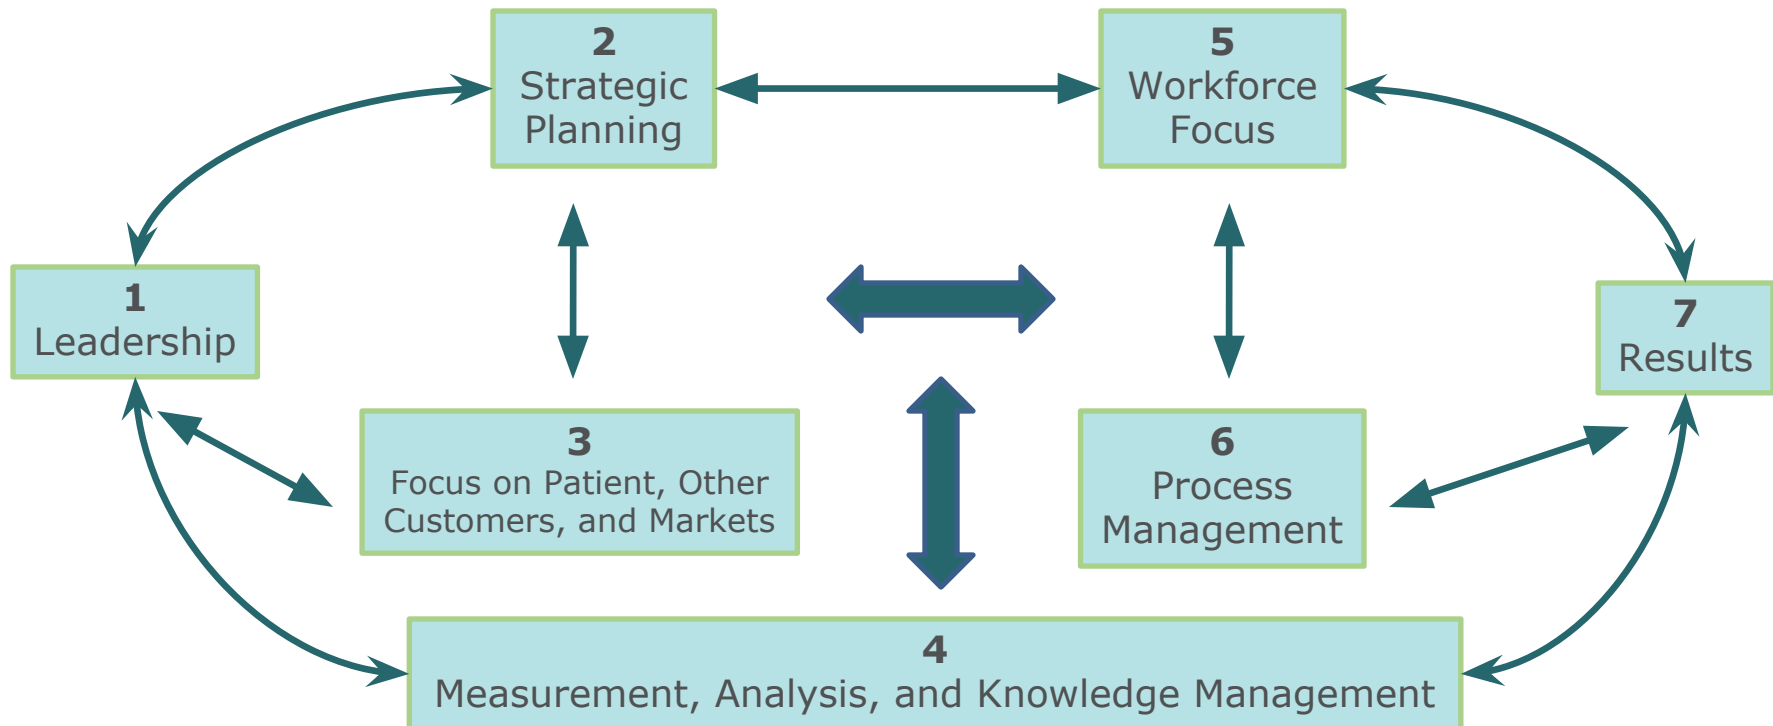 2
Strategic
Planning
5
Workforce
Focus
1
Leadership
7
Results
3
Focus on Patient, Other
Customers, and Markets
6
Process
Management
4
Measurement, Analysis, and Knowledge Management